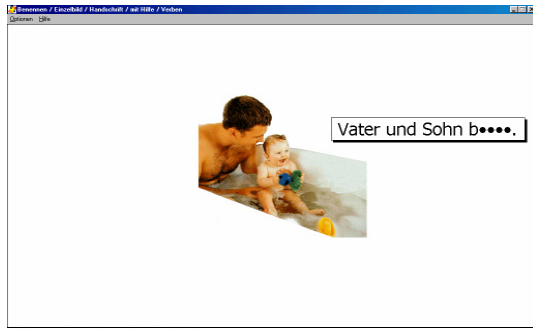 Benennen / Einzelbild / Handschrift / mit Hilfe / Verben
Optionen Hilfe
Vater und Sohn b●●●●.